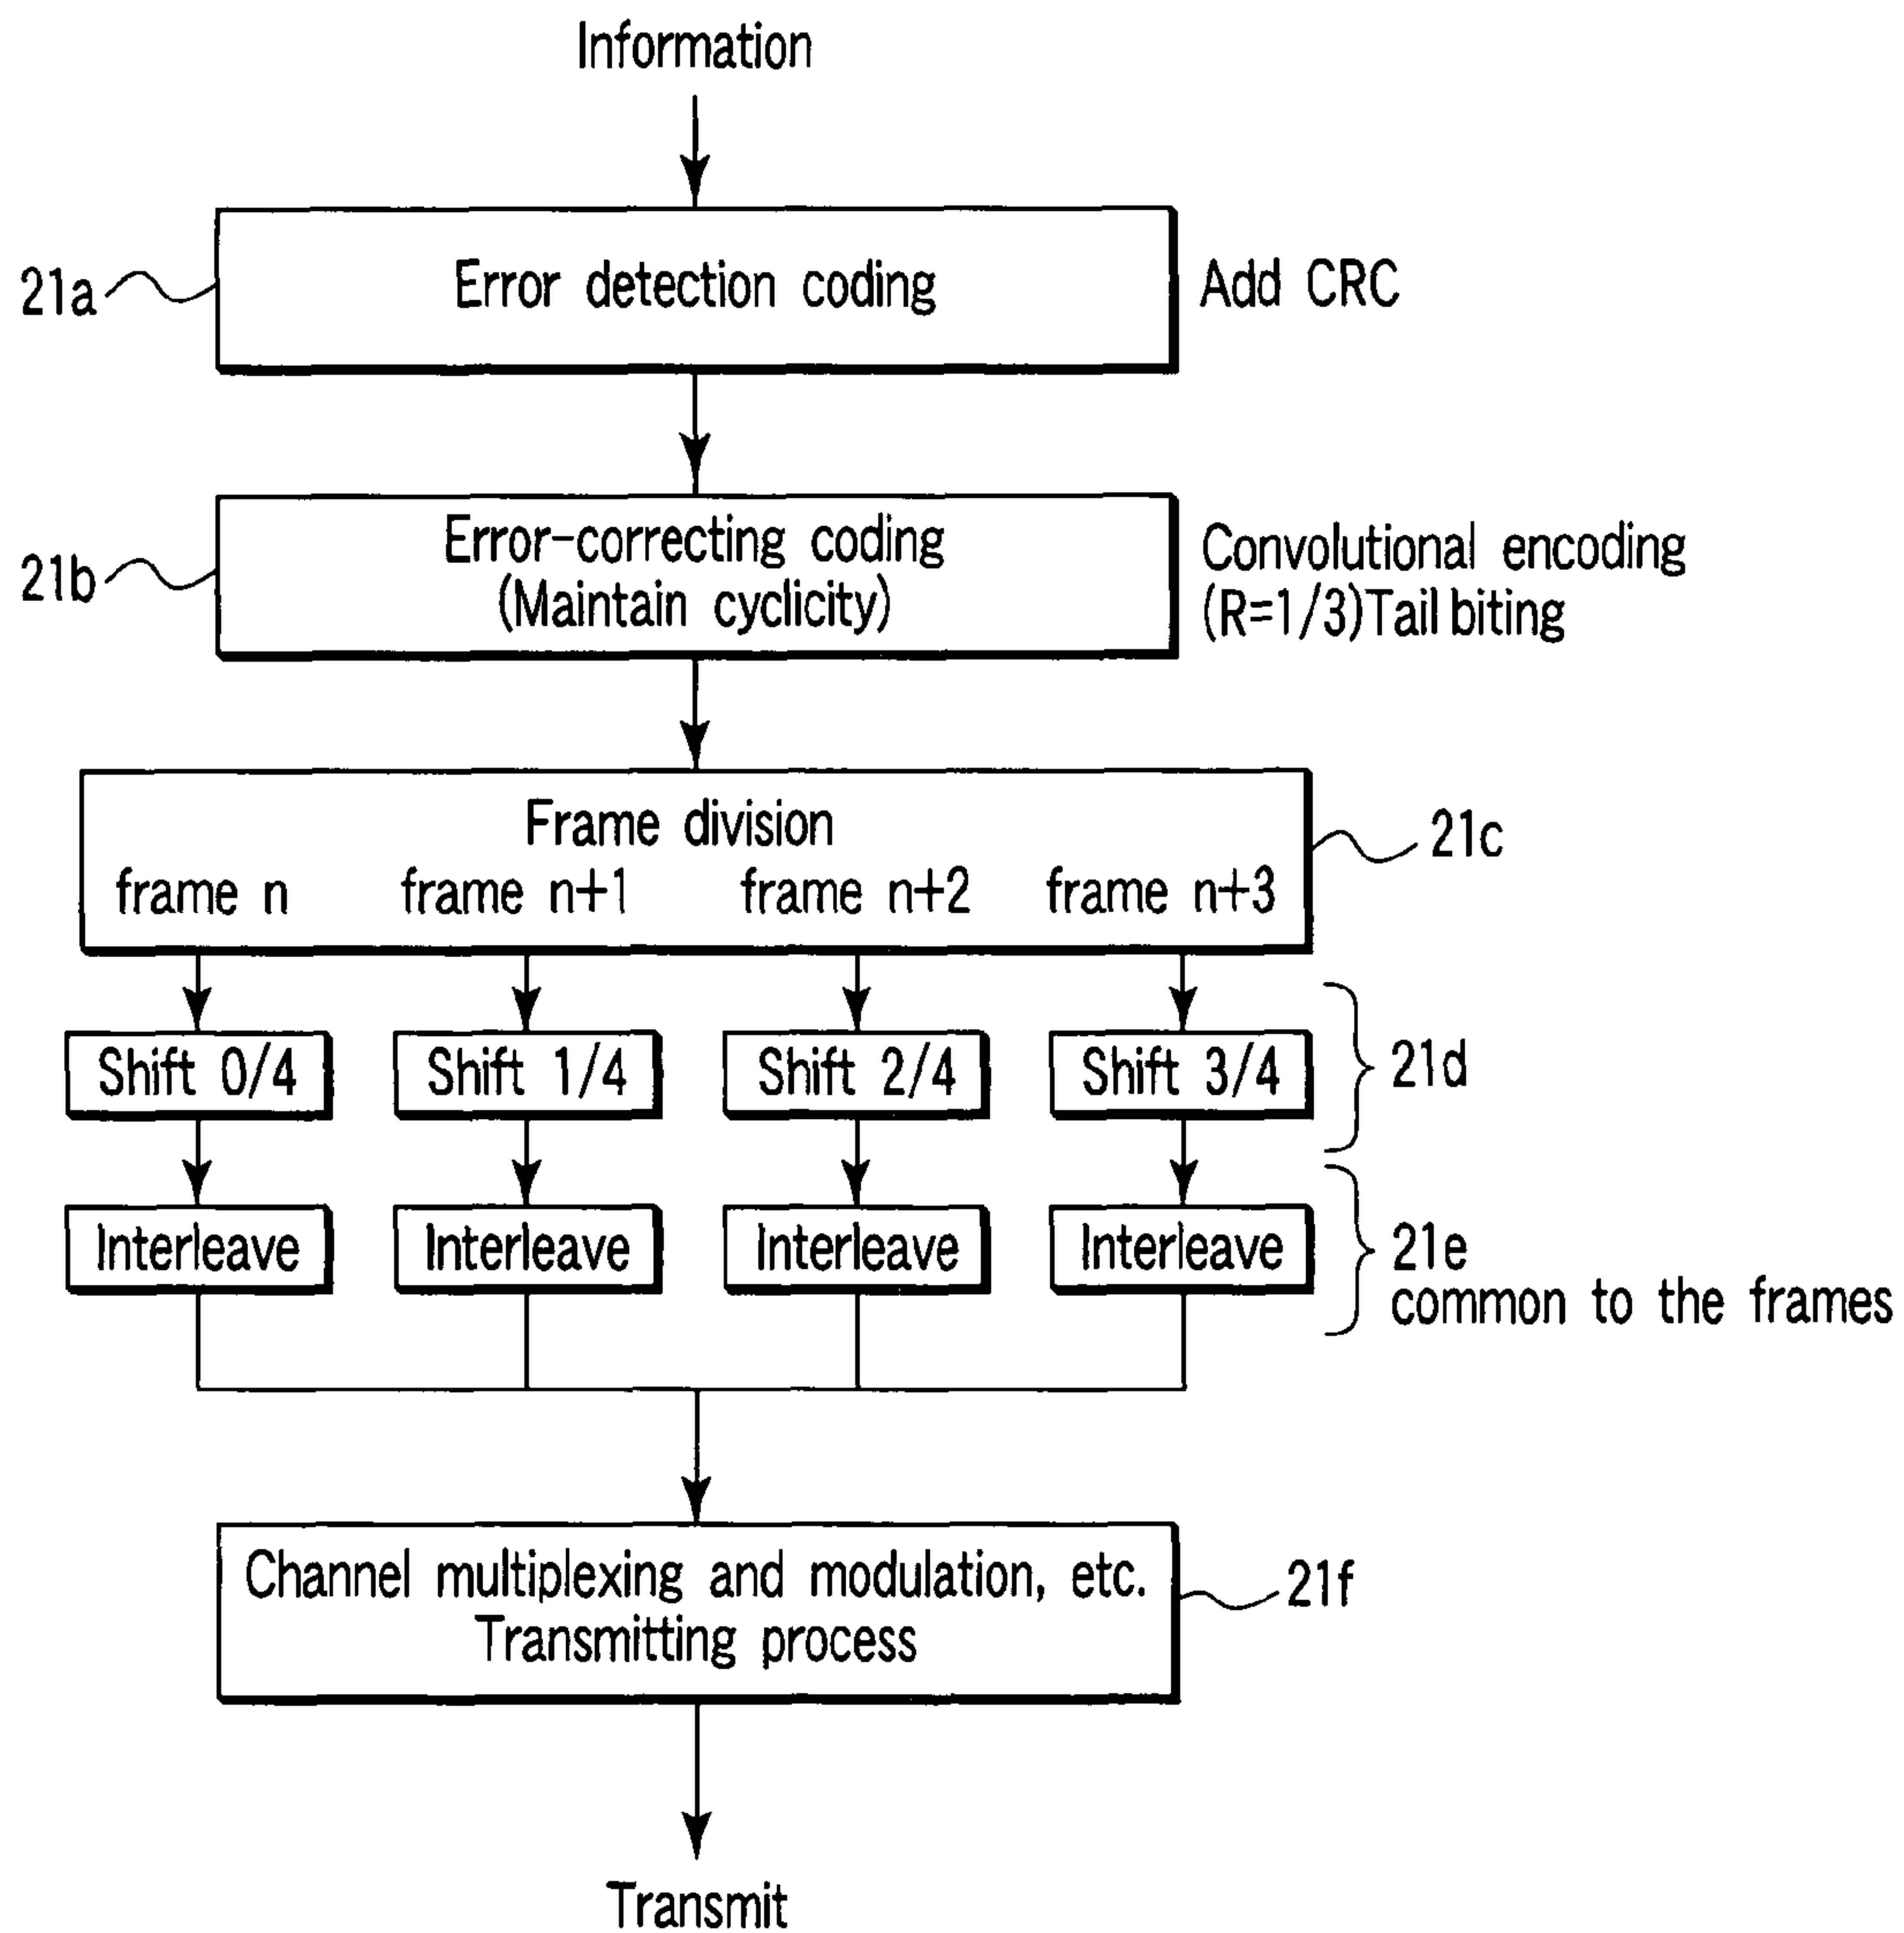 Information
21a
Error detection coding
Add CRC
21b
Error-correcting coding
(Maintain cyclicity)
Convolutional encoding
(R=1/3)Tail biting
Frame division
frame n
frame n+1
frame n+2
frame n+3
21c
Shift 0/4
Shift 1/4
Shift 2/4
Shift 3/4
21d
Interleave
Interleave
Interleave
Interleave
21e
common to the frames
Channel multiplexing and modulation, etc.
Transmitting process
21f
Transmit